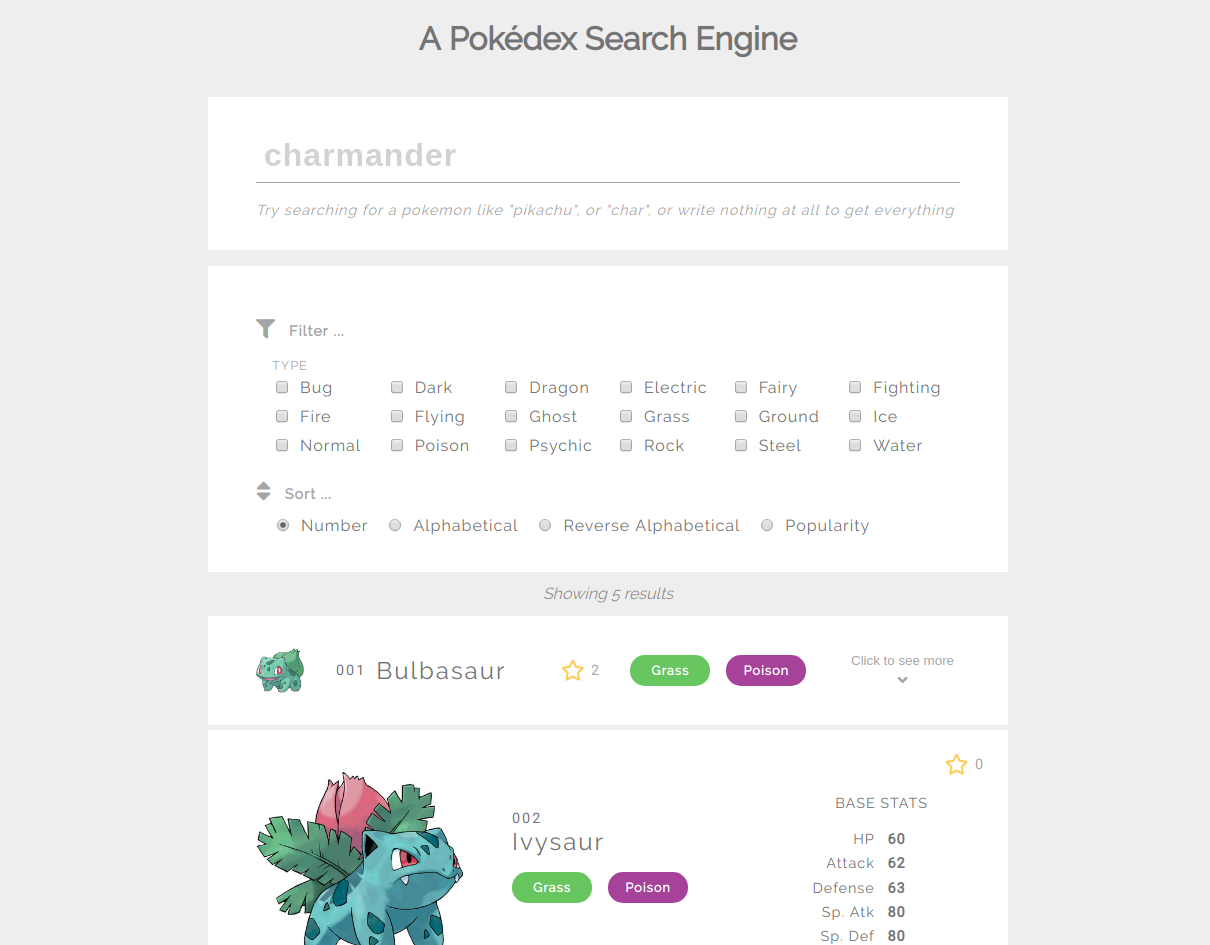 A Pokédex Search Engine
charmander
Try searching for a pokemon like "pikachu", or "char", or write nothing at all to get everything
Filter ...
TYPE
Bug Dark Dragon Electric Fairy Fighting
Fire Flying Ghost Grass Ground Ice
Normal Poison Psychic Rock Steel Water
Sort ...
Number Alphabetical Reverse Alphabetical Popularity
Showing 5 results
001 Bulbasaur 2 Grass Poison Click to see more
0
002
Ivysaur
Grass Poison
BASE STATS
HP 60
Attack 62
Defense 63
Sp. Atk 80
Sp. Def 80